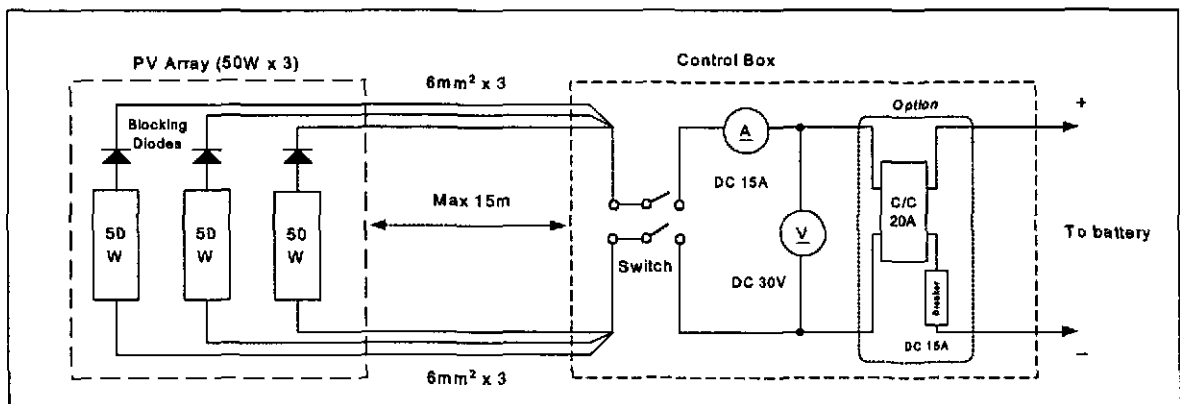 PV Array (50W x 3)
6mm² x 3
Control Box
Option
+
Blocking
Diodes
A
DC 15A
Max 15m
50
W
50
W
50
W
C/C
20A
V
To battery
Switch
DC 30V
Breaker
DC 15A
−
6mm² x 3